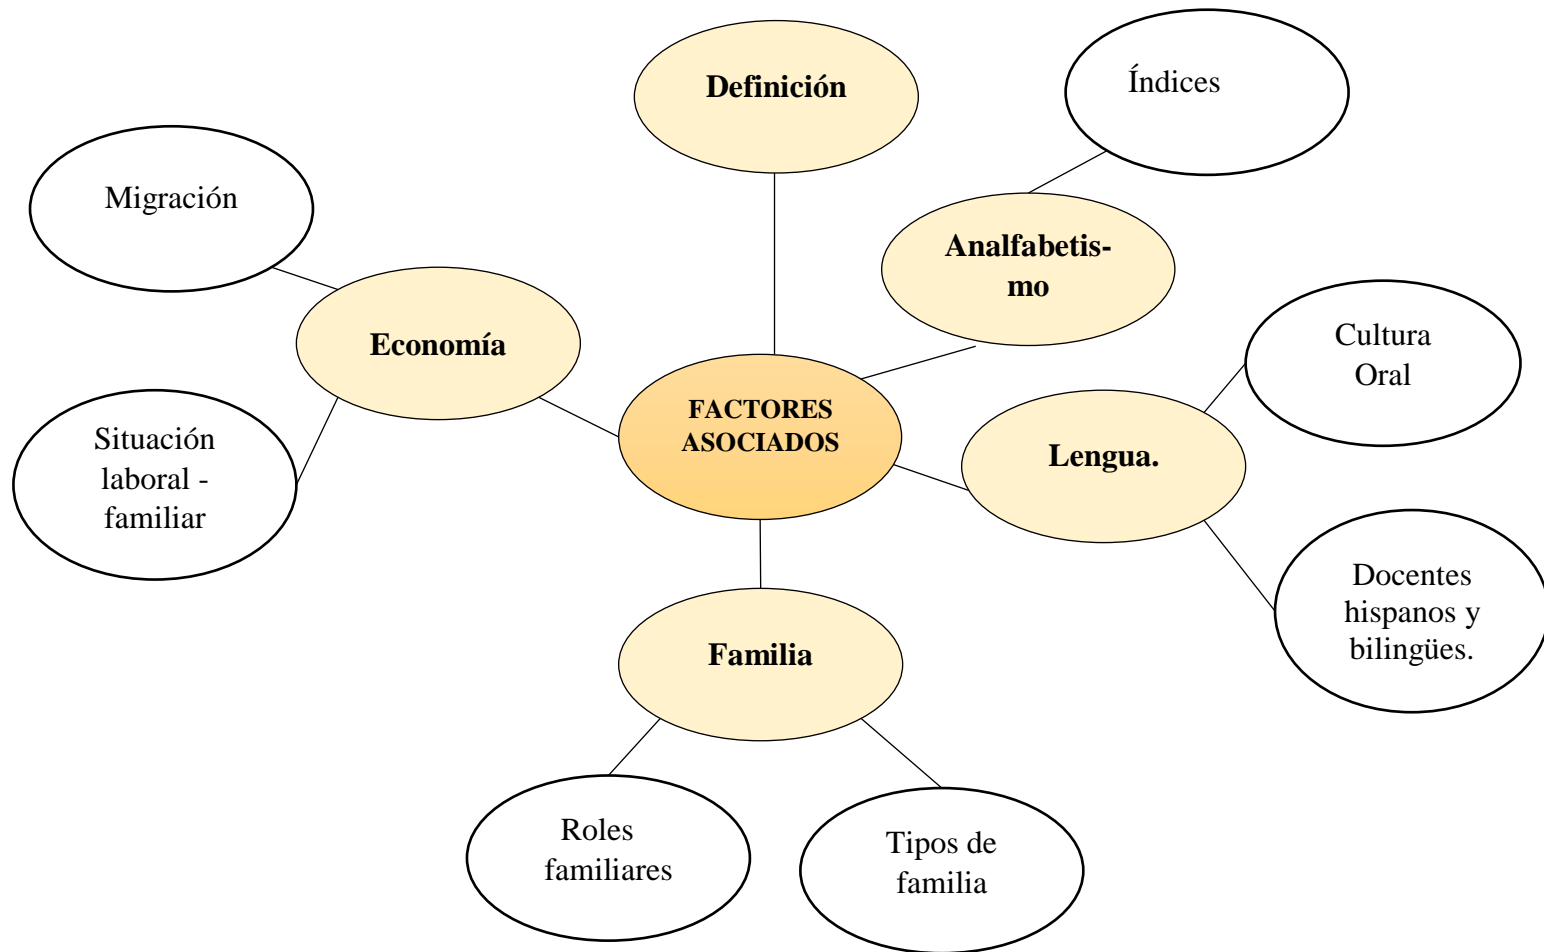 Definición
Índices
Migración
Analfabetis-
mo
Economía
Cultura
Oral
FACTORES
ASOCIADOS
Lengua.
Situación
laboral -
familiar
Docentes
hispanos y
bilingües.
Familia
Roles
familiares
Tipos de
familia